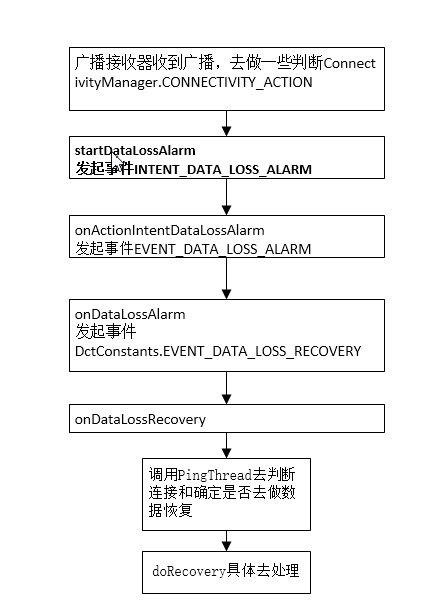 广播接收器收到广播，去做一些判断Connect
ivityManager.CONNECTIVITY_ACTION
startDataLossAlarm
发起事件INTENT_DATA_LOSS_ALARM
onActionIntentDataLossAlarm
发起事件EVENT_DATA_LOSS_ALARM
onDataLossAlarm
发起事件
DctConstants.EVENT_DATA_LOSS_RECOVERY
onDataLossRecovery
调用PingThread去判断
连接和确定是否去做数
据恢复
doRecovery具体去处理